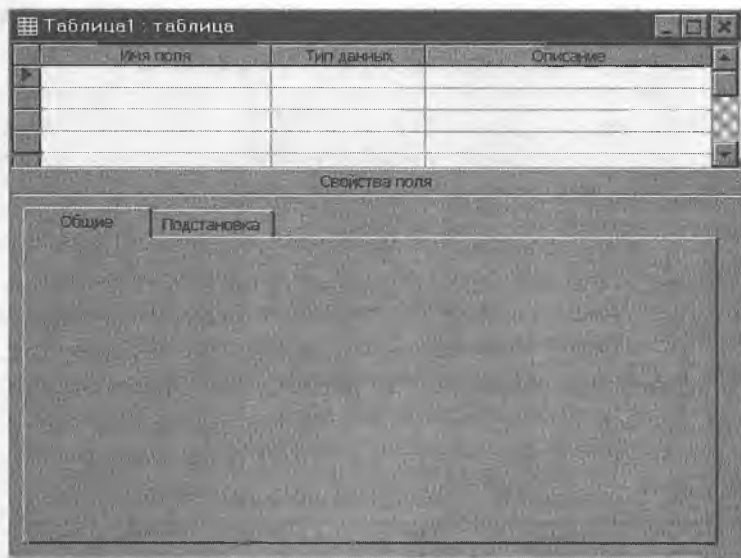 Таблица1 : таблица
Имя поля Тип данных Описание
Свойства поля
Общие Подстановка